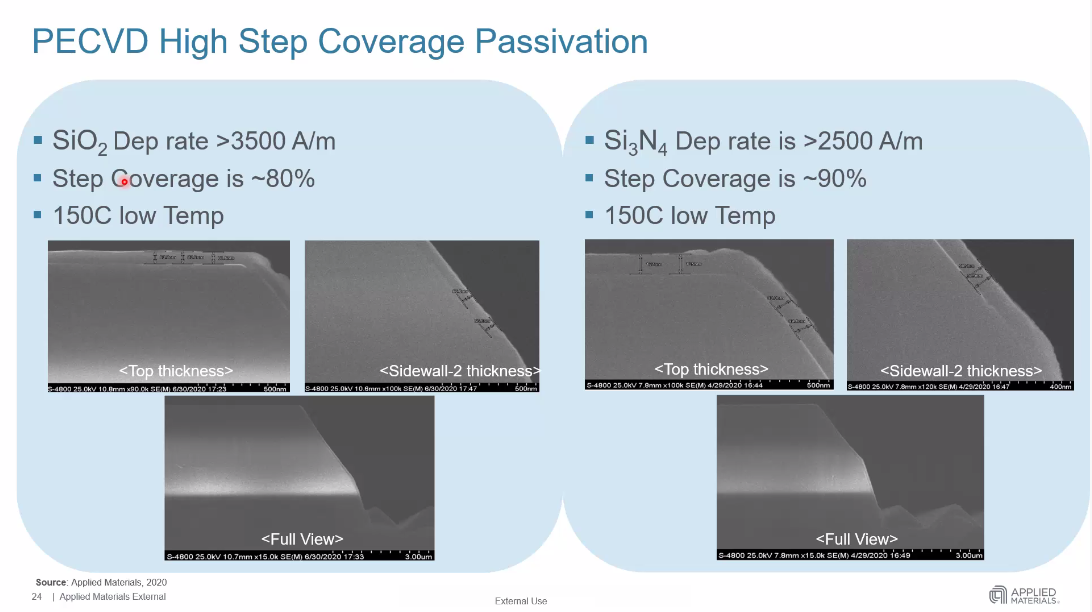 PECVD High Step Coverage Passivation
▪ SiO₂ Dep rate >3500 A/m
▪ Step Coverage is ~80%
▪ 150C low Temp
<Top thickness>
S-4800 25.0kV 10.8mm x90.0k SE(M) 6/30/2020 17:23 500nm
<Sidewall-2 thickness>
S-4800 25.0kV 10.8mm x100k SE(M) 6/30/2020 17:47 500nm
<Full View>
S-4800 25.0kV 10.7mm x15.0k SE(M) 6/30/2020 17:33 3.00um
▪ Si₃N₄ Dep rate is >2500 A/m
▪ Step Coverage is ~90%
▪ 150C low Temp
<Top thickness>
S-4800 25.0kV 7.8mm x100k SE(M) 4/29/2020 16:44 500nm
<Sidewall-2 thickness>
S-4800 25.0kV 7.8mm x120k SE(M) 4/29/2020 16:47 400nm
<Full View>
S-4800 25.0kV 7.8mm x15.0k SE(M) 4/29/2020 16:49 3.00um
Source: Applied Materials, 2020
24 | Applied Materials External
External Use
APPLIED
MATERIALS